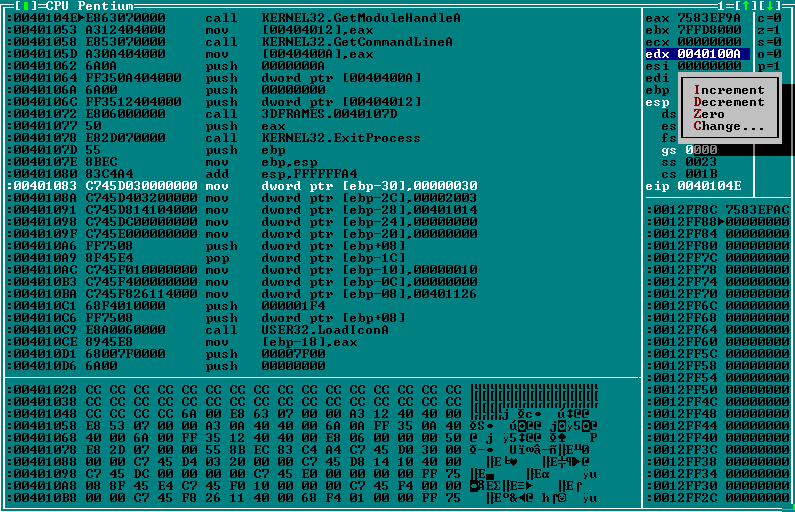 [■]=CPU Pentium 1=[↑][↓]
:0040104E►E863070000 call KERNEL32.GetModuleHandleA
:00401053 A312404000 mov [00404012],eax
:00401058 E853070000 call KERNEL32.GetCommandLineA
:0040105D A30A404000 mov [0040400A],eax
:00401062 6A0A push 0000000A
:00401064 FF350A404000 push dword ptr [0040400A]
:0040106A 6A00 push 00000000
:0040106C FF3512404000 push dword ptr [00404012]
:00401072 E806000000 call 3DFRAMES.0040107D
:00401077 50 push eax
:00401078 E82D070000 call KERNEL32.ExitProcess
:0040107D 55 push ebp
:0040107E 8BEC mov ebp,esp
:00401080 83C4A4 add esp,FFFFFFA4
:00401083 C745D030000000 mov dword ptr [ebp-30],00000030
:0040108A C745D403200000 mov dword ptr [ebp-2C],00002003
:00401091 C745D814104000 mov dword ptr [ebp-28],00401014
:00401098 C745DC00000000 mov dword ptr [ebp-24],00000000
:0040109F C745E000000000 mov dword ptr [ebp-20],00000000
:004010A6 FF7508 push dword ptr [ebp+08]
:004010A9 8F45E4 pop dword ptr [ebp-1C]
:004010AC C745F010000000 mov dword ptr [ebp-10],00000010
:004010B3 C745F400000000 mov dword ptr [ebp-0C],00000000
:004010BA C745F826114000 mov dword ptr [ebp-08],00401126
:004010C1 68F4010000 push 000001F4
:004010C6 FF7508 push dword ptr [ebp+08]
:004010C9 E8A0060000 call USER32.LoadIconA
:004010CE 8945E8 mov [ebp-18],eax
:004010D1 68007F0000 push 00007F00
:004010D6 6A00 push 00000000
eax 7583EF9A c=0
ebx 7FFD8000 z=1
ecx 00000000 s=0
edx 0040100A o=0
esi 00000000 p=1
edi
ebp
esp
ds
es
fs
gs 0000
ss 0023
cs 001B
eip 0040104E
Increment
Decrement
Zero
Change...
:00401028 CC CC CC CC CC CC CC CC CC CC CC CC CC CC CC CC
:00401038 CC CC CC CC CC CC CC CC CC CC CC CC CC CC CC CC
:00401048 CC CC CC CC 6A 00 E8 63 07 00 00 A3 12 40 40 00
:00401058 E8 53 07 00 00 A3 0A 40 40 00 6A 0A FF 35 0A 40
:00401068 40 00 6A 00 FF 35 12 40 40 00 E8 06 00 00 00 50
:00401078 E8 2D 07 00 00 55 8B EC 83 C4 A4 C7 45 D0 30 00
:00401088 00 00 C7 45 D4 03 20 00 00 C7 45 D8 14 10 40 00
:00401098 C7 45 DC 00 00 00 00 C7 45 E0 00 00 00 00 FF 75
:004010A8 08 8F 45 E4 C7 45 F0 10 00 00 00 C7 45 F4 00 00
:004010B8 00 00 C7 45 F8 26 11 40 00 68 F4 01 00 00 FF 75
:0012FF8C 7583EFAC
:0012FF88►00000000
:0012FF84 00000000
:0012FF80 00000000
:0012FF7C 00000000
:0012FF78 00000000
:0012FF74 00000000
:0012FF70 00000000
:0012FF6C 00000000
:0012FF68 00000000
:0012FF64 00000000
:0012FF60 00000000
:0012FF5C 00000000
:0012FF58 00000000
:0012FF54 00000000
:0012FF50 00000000
:0012FF4C 00000000
:0012FF48 00000000
:0012FF44 00000000
:0012FF40 00000000
:0012FF3C 00000000
:0012FF38 00000000
:0012FF34 00000000
:0012FF30 00000000
:0012FF2C 00000000